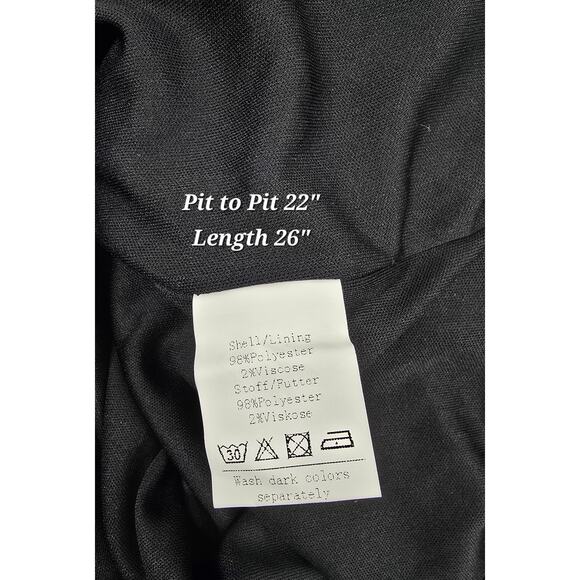 Pit to Pit 22"
Length 26"
Shell/Lining
98%Polyester
2%Viscose
Stoff/Futter
98%Polyester
2%Viskose
30
Wash dark colors
separately